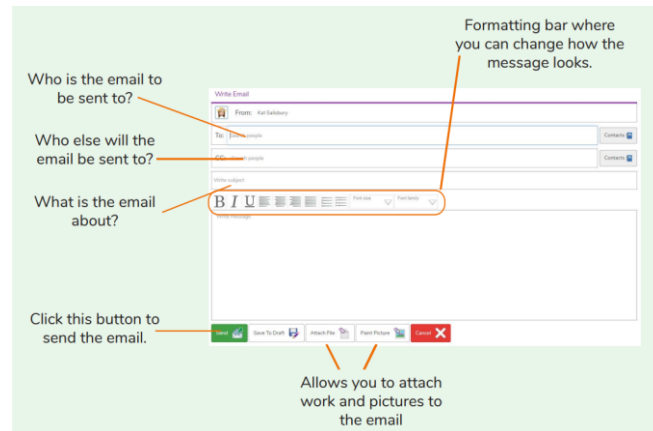 Formatting bar where
you can change how the
message looks.
Who is the email to
be sent to?
Who else will the
email be sent to?
What is the email
about?
Click this button to
send the email.
Write Email
From: Kat Salisbury
To: people
Contacts
CC: people
Contacts
Write subject
B I U Font size Font family
Write message
Send Save To Draft Attach File Paint Picture Cancel
Allows you to attach
work and pictures to
the email